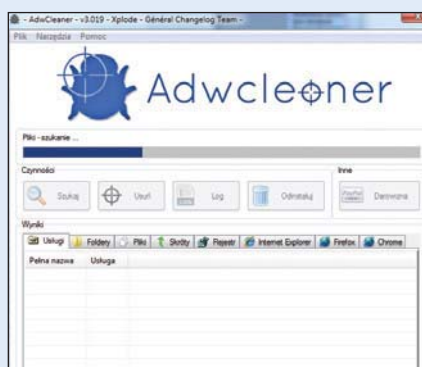 - AdwCleaner - v3.019 - Xplode - Général Changelog Team -
Plik Narzędzia Pomoc
Adwcleaner
Pliki - szukanie ...
Czynności
Inne
Szukaj Usuń Log Odinstaluj Darowizna
Wyniki
Usługi Foldery Pliki Skróty Rejestr Internet Explorer Firefox Chrome
Pełna nazwa Usługa